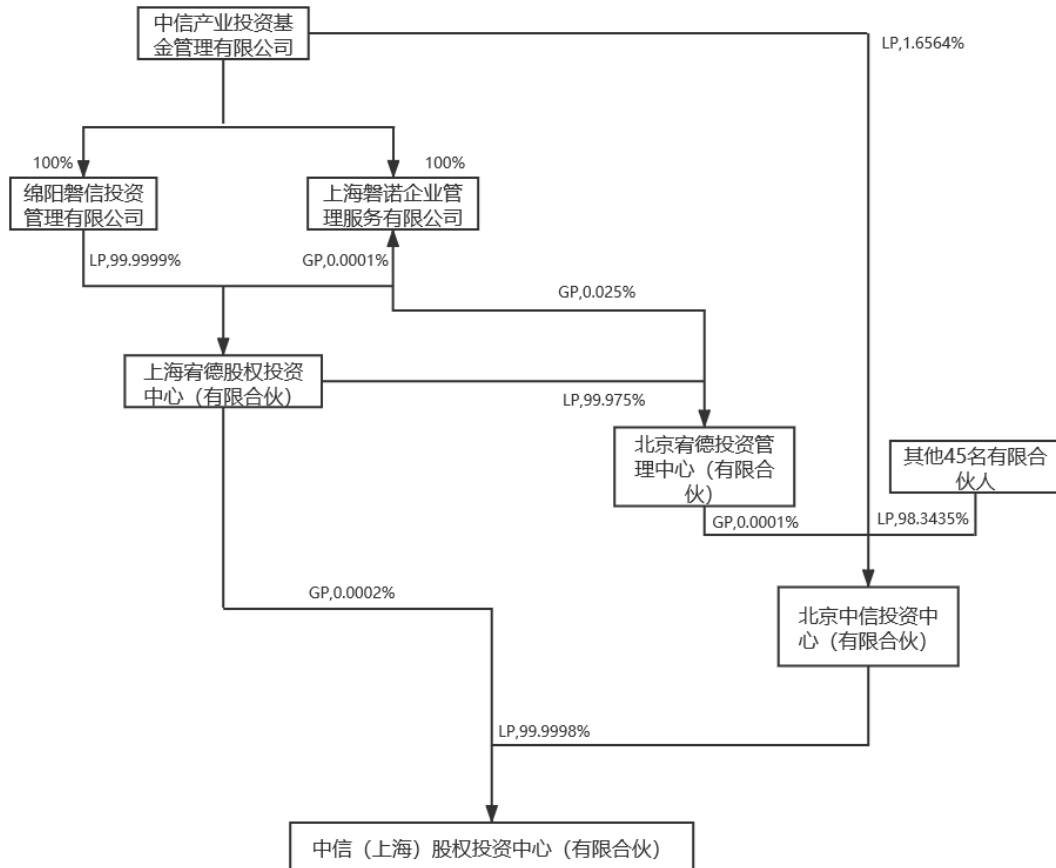 中信产业投资基
金管理有限公司
LP,1.6564%
100%
100%
绵阳磐信投资
管理有限公司
上海磐诺企业管
理服务有限公司
LP,99.9999%
GP,0.0001%
GP,0.025%
上海宥德股权投资
中心（有限合伙）
LP,99.975%
北京宥德投资管
理中心（有限合
伙）
其他45名有限合
伙人
GP,0.0001%
LP,98.3435%
GP,0.0002%
北京中信投资中
心（有限合伙）
LP,99.9998%
中信（上海）股权投资中心（有限合伙）